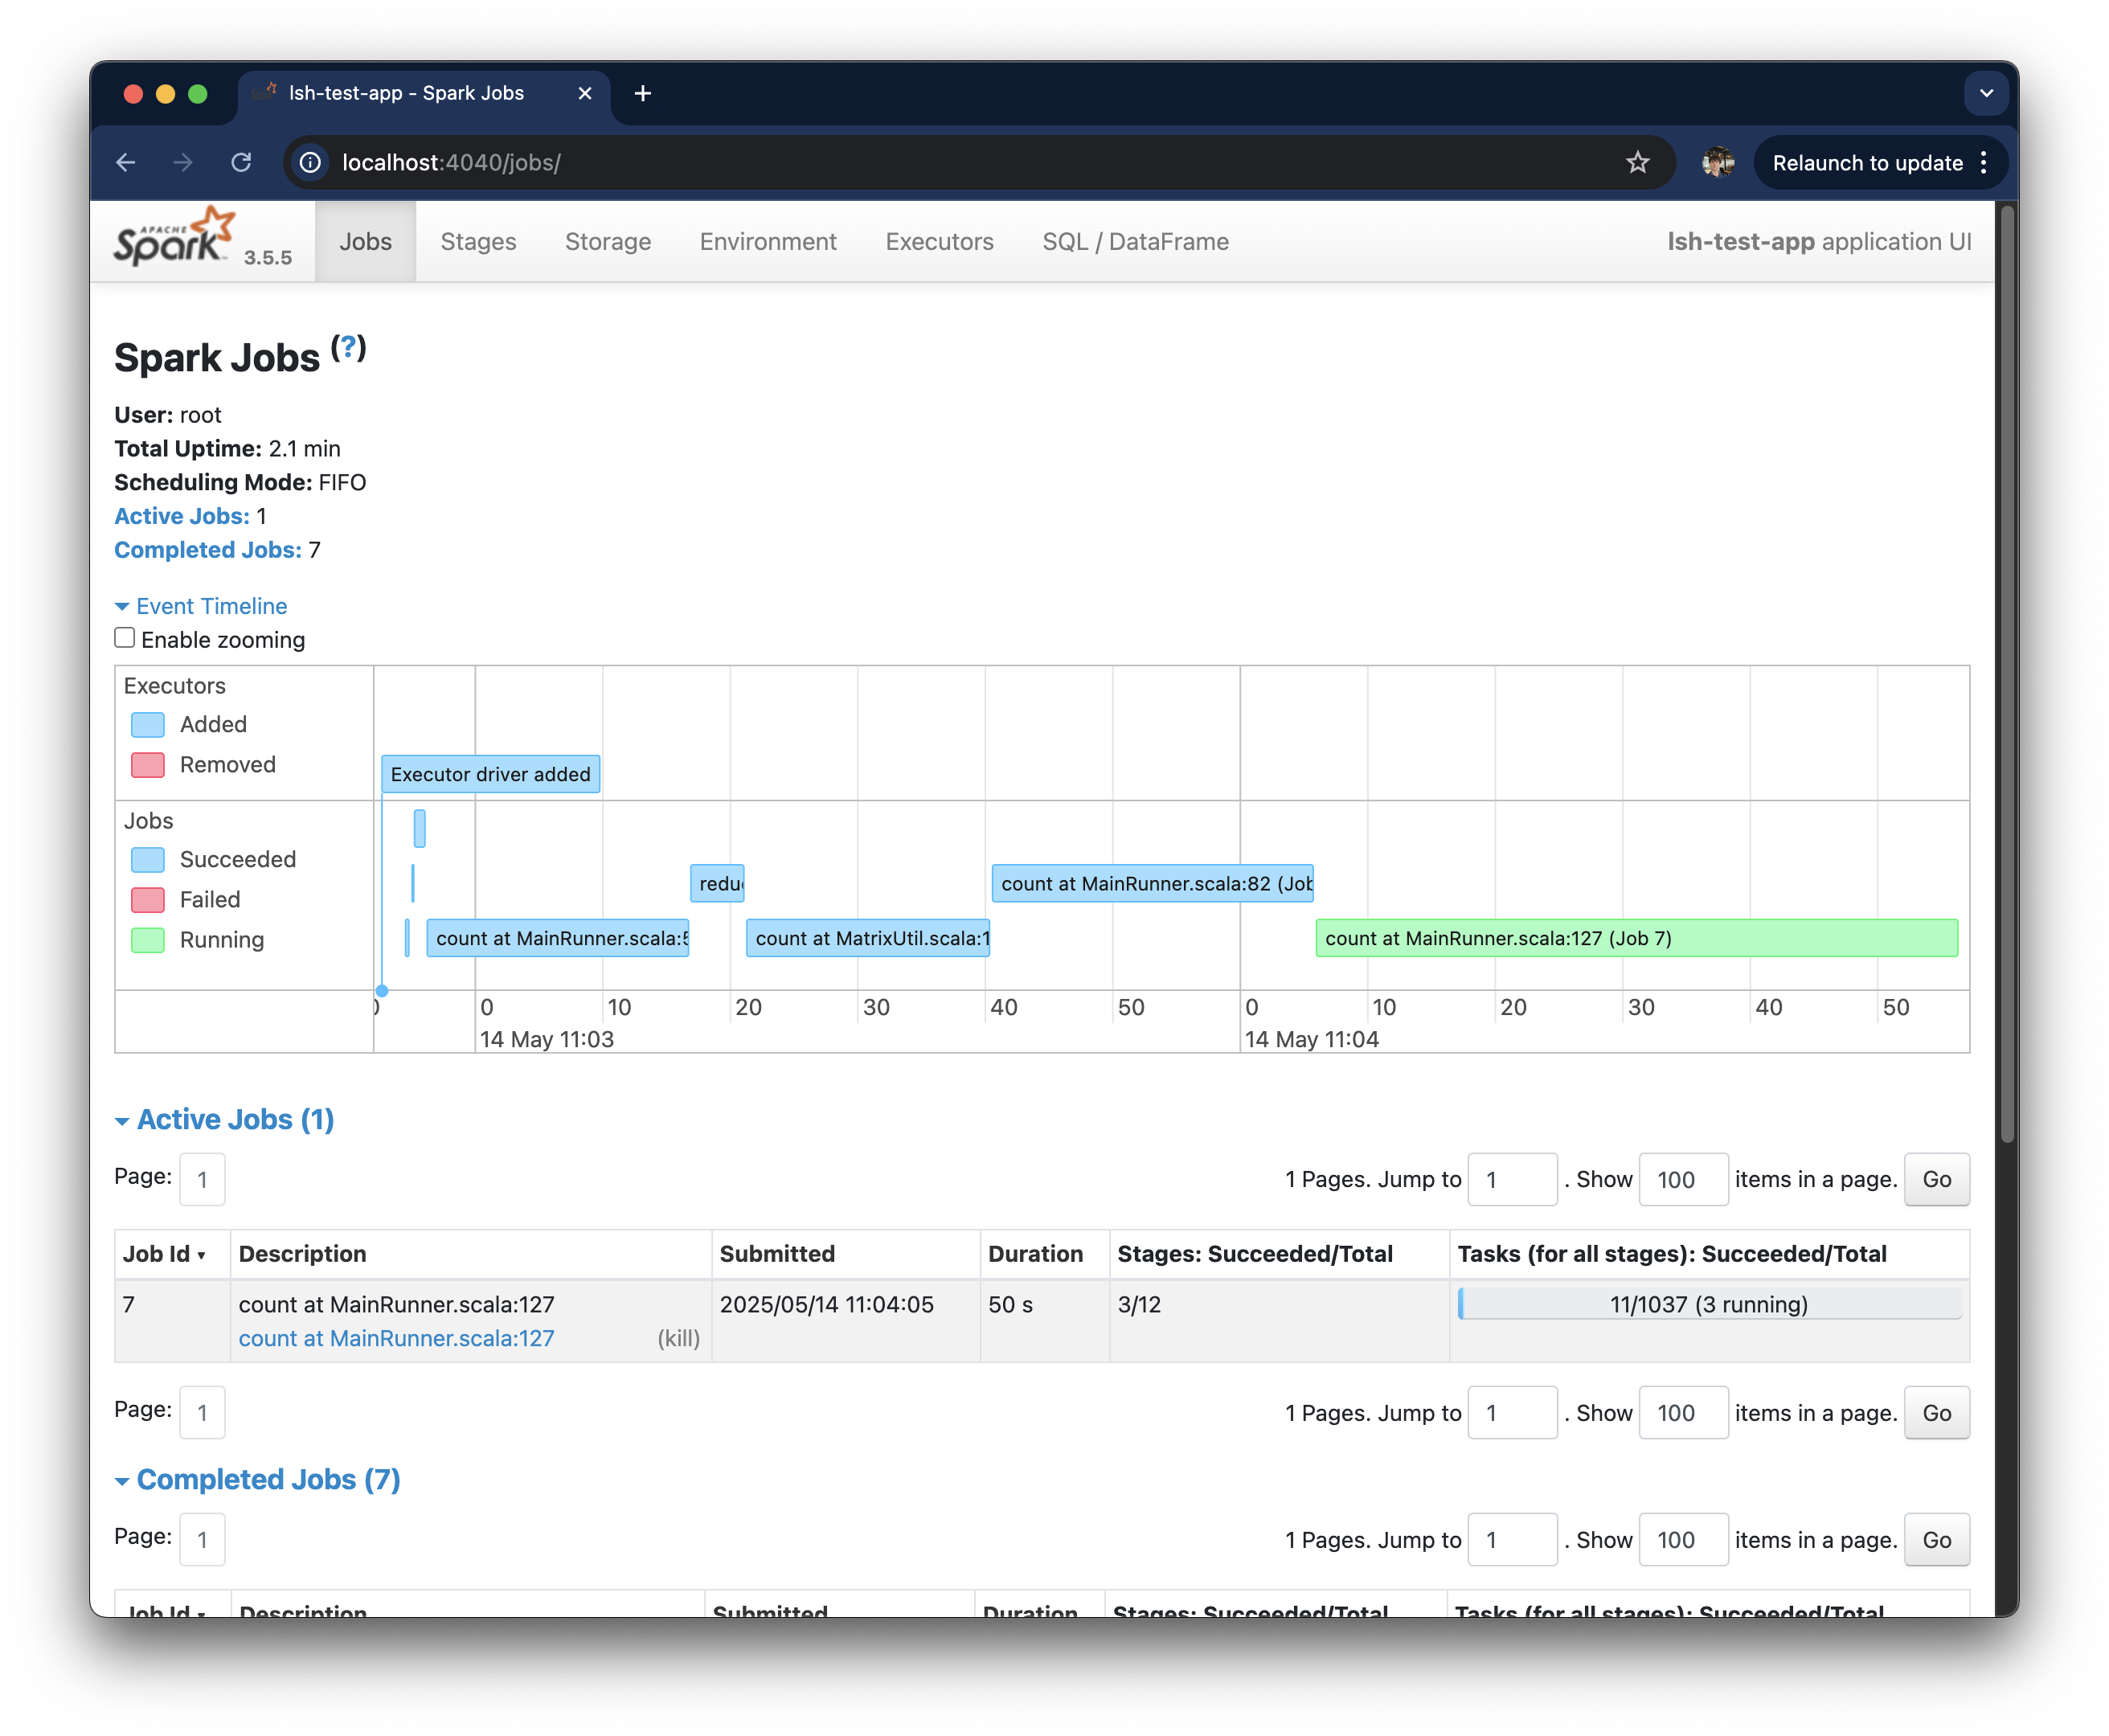 lsh-test-app - Spark Jobs
localhost:4040/jobs/
Relaunch to update
APACHE Spark 3.5.5
Jobs Stages Storage Environment Executors SQL / DataFrame lsh-test-app application UI
Spark Jobs (?)
User: root
Total Uptime: 2.1 min
Scheduling Mode: FIFO
Active Jobs: 1
Completed Jobs: 7
Event Timeline
Enable zooming
Executors
Added
Removed
Executor driver added
Jobs
Succeeded
Failed
Running
redu
count at MainRunner.scala:82 (Job
count at MainRunner.scala:5
count at MatrixUtil.scala:1
count at MainRunner.scala:127 (Job 7)
0 10 20 30 40 50 0 10 20 30 40 50
14 May 11:03 14 May 11:04
Active Jobs (1)
Page: 1 1 Pages. Jump to 1 . Show 100 items in a page. Go
Job Id ▾ Description Submitted Duration Stages: Succeeded/Total Tasks (for all stages): Succeeded/Total
7 count at MainRunner.scala:127 2025/05/14 11:04:05 50 s 3/12 11/1037 (3 running)
count at MainRunner.scala:127 (kill)
Page: 1 1 Pages. Jump to 1 . Show 100 items in a page. Go
Completed Jobs (7)
Page: 1 1 Pages. Jump to 1 . Show 100 items in a page. Go
Job Id ▾ Description Submitted Duration Stages: Succeeded/Total Tasks (for all stages): Succeeded/Total